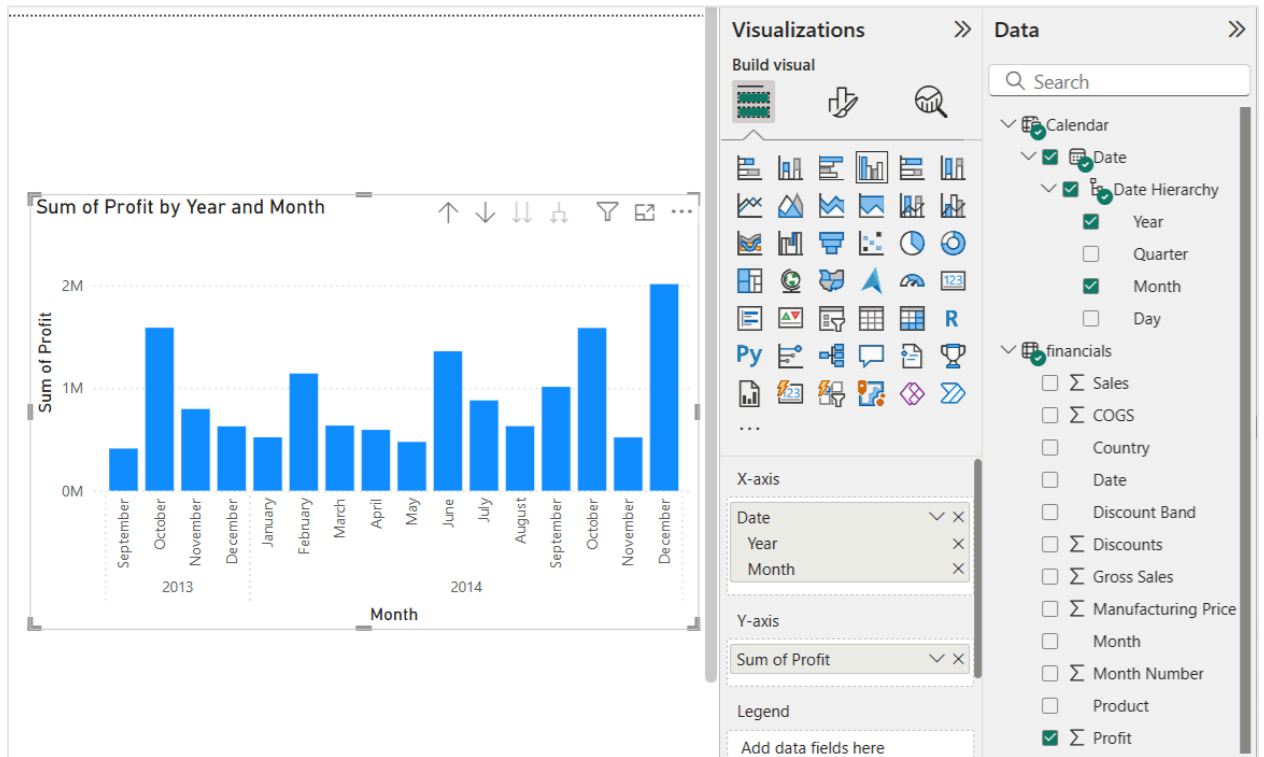 Sum of Profit by Year and Month
Sum of Profit
2M
1M
0M
September
October
November
December
January
February
March
April
May
June
July
August
September
October
November
December
2013
2014
Month
Visualizations
Build visual
123
R
Py
123
...
X-axis
Date
Year
Month
Y-axis
Sum of Profit
Legend
Add data fields here
Data
Search
Calendar
Date
Date Hierarchy
Year
Quarter
Month
Day
financials
Σ Sales
Σ COGS
Country
Date
Discount Band
Σ Discounts
Σ Gross Sales
Σ Manufacturing Price
Month
Σ Month Number
Product
Σ Profit